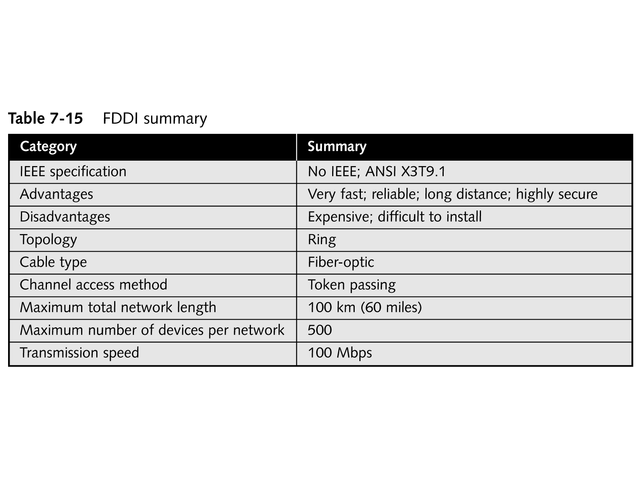 Table 7-15 FDDI summary
Category Summary
IEEE specification No IEEE; ANSI X3T9.1
Advantages Very fast; reliable; long distance; highly secure
Disadvantages Expensive; difficult to install
Topology Ring
Cable type Fiber-optic
Channel access method Token passing
Maximum total network length 100 km (60 miles)
Maximum number of devices per network 500
Transmission speed 100 Mbps